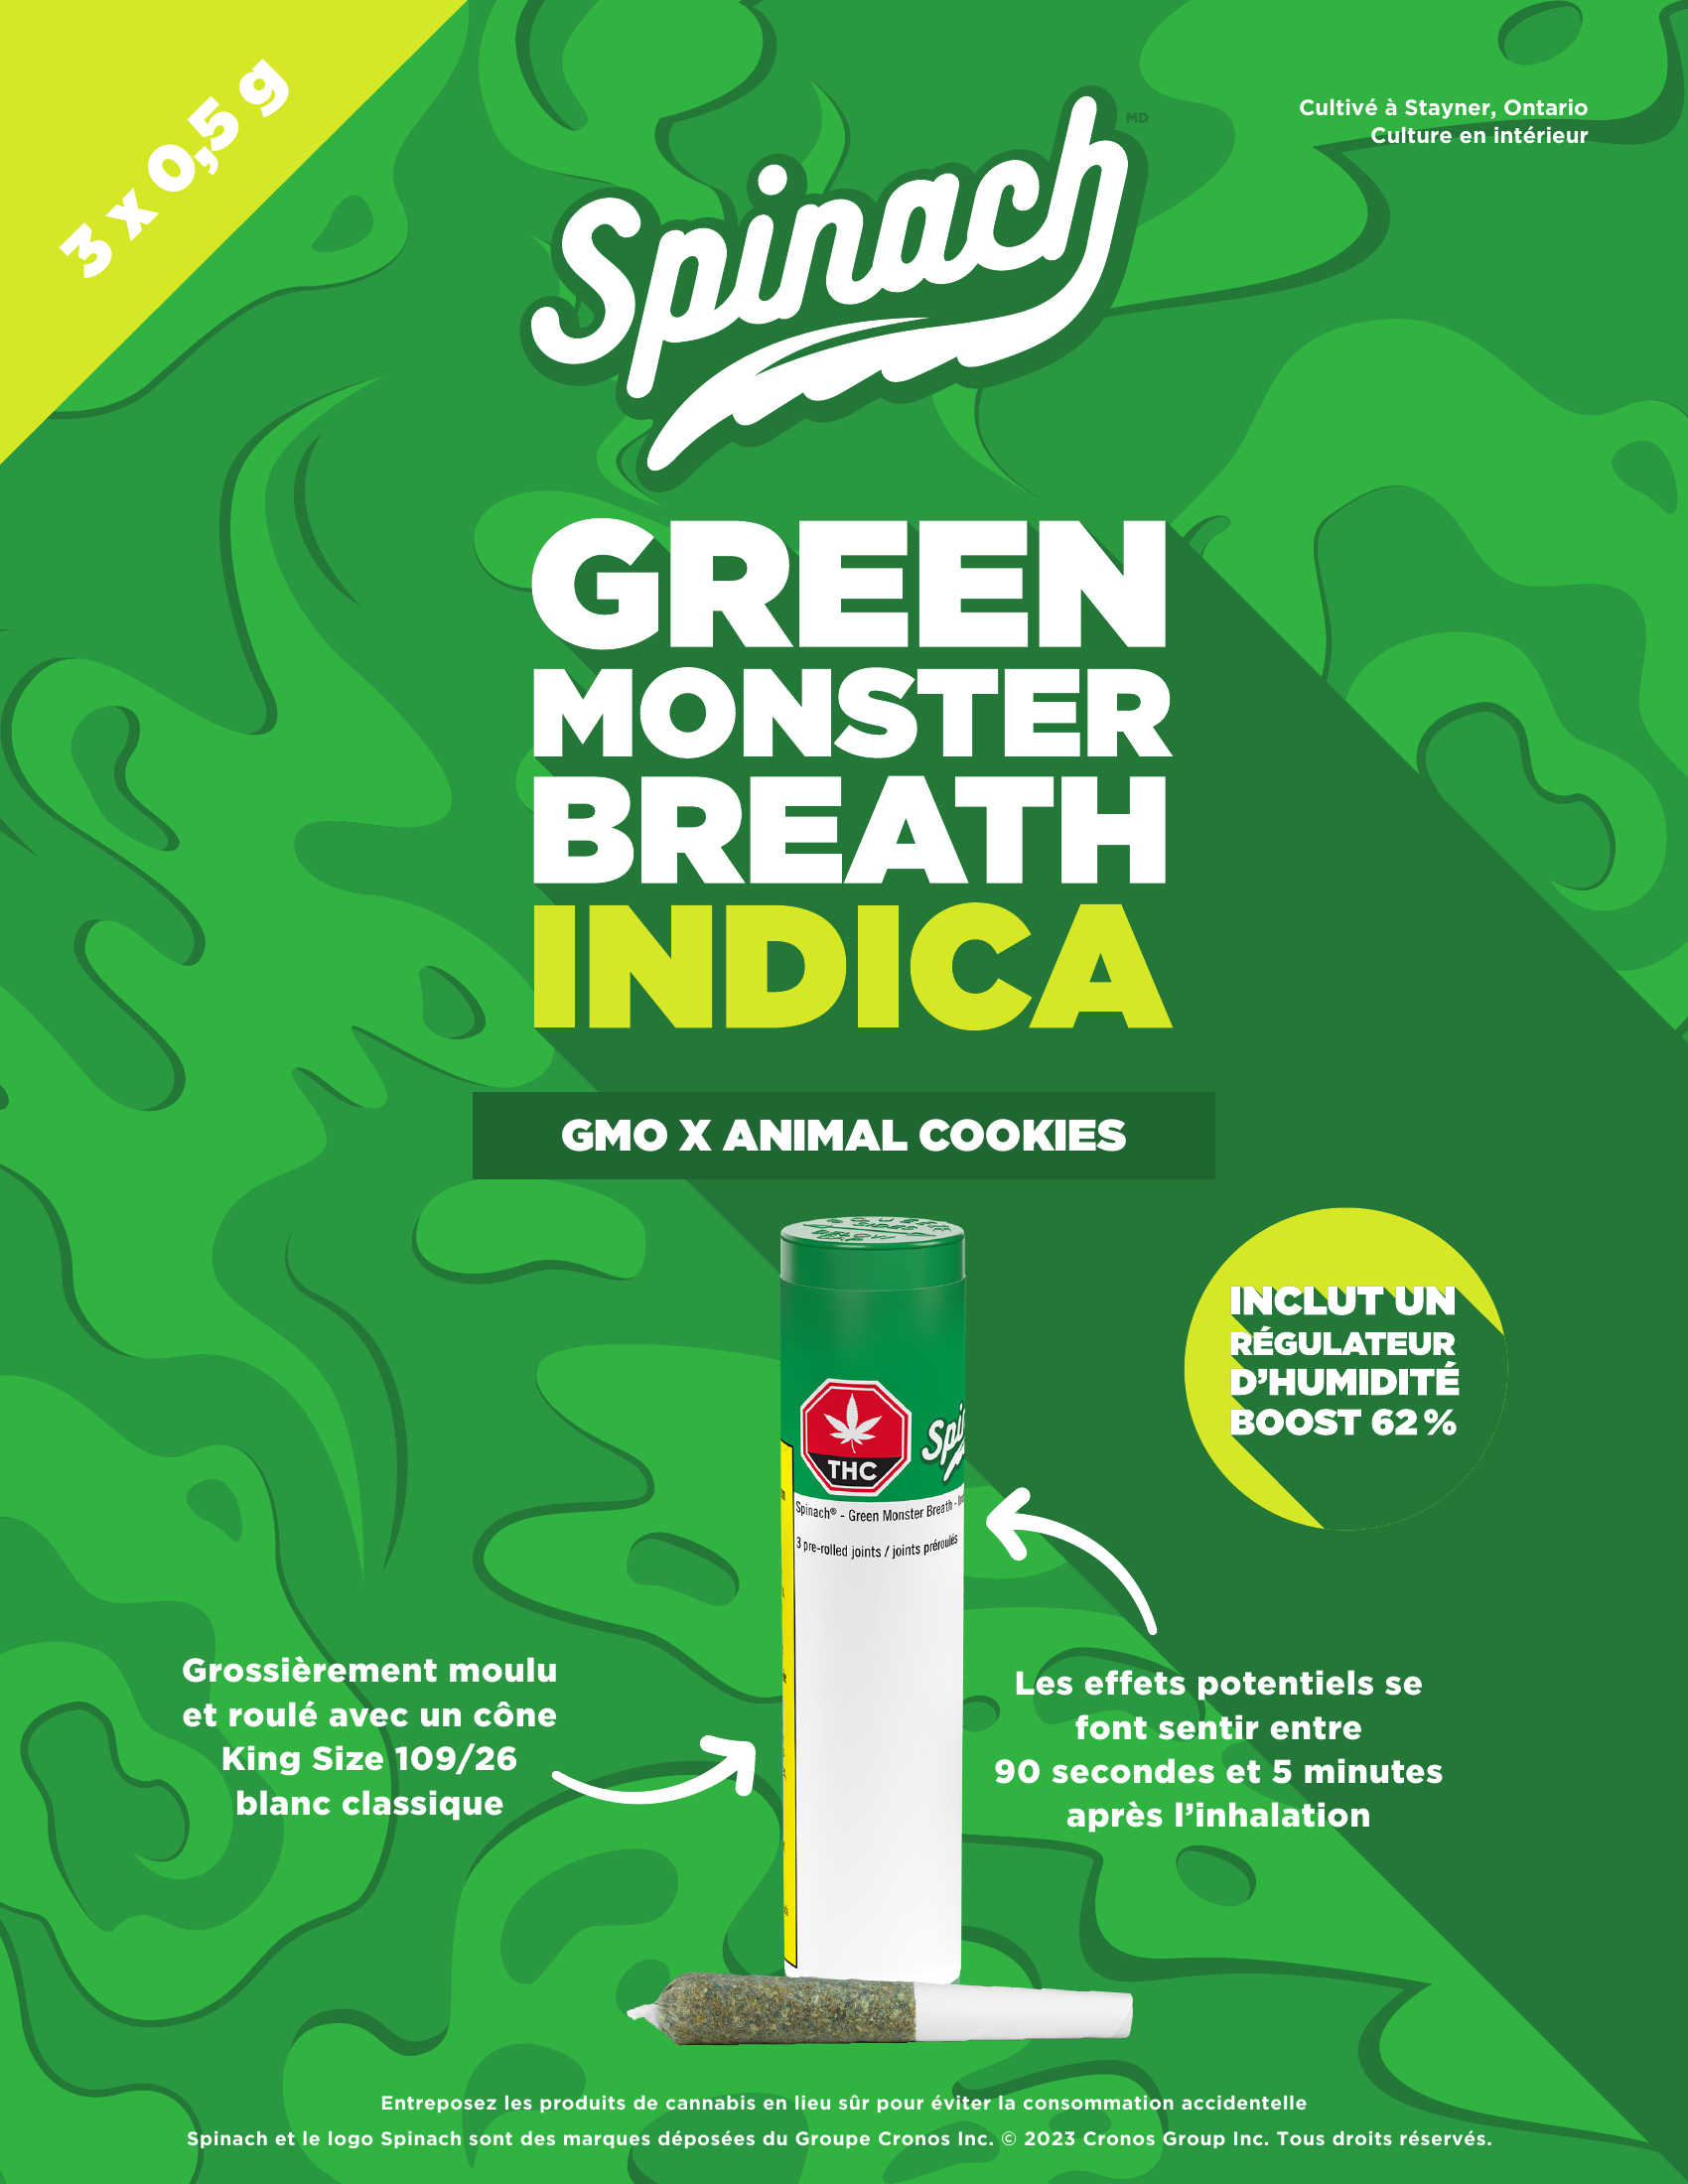 3 x 0,5 g
Cultivé à Stayner, Ontario
Culture en intérieur
Spinach MD
GREEN
MONSTER
BREATH
INDICA
GMO X ANIMAL COOKIES
INCLUT UN
RÉGULATEUR
D'HUMIDITÉ
BOOST 62 %
THC
Spi
Spinach® - Green Monster Breath -
3 pre-rolled joints / joints préroulés
Grossièrement moulu
et roulé avec un cône
King Size 109/26
blanc classique
Les effets potentiels se
font sentir entre
90 secondes et 5 minutes
après l'inhalation
Entreposez les produits de cannabis en lieu sûr pour éviter la consommation accidentelle
Spinach et le logo Spinach sont des marques déposées du Groupe Cronos Inc. © 2023 Cronos Group Inc. Tous droits réservés.